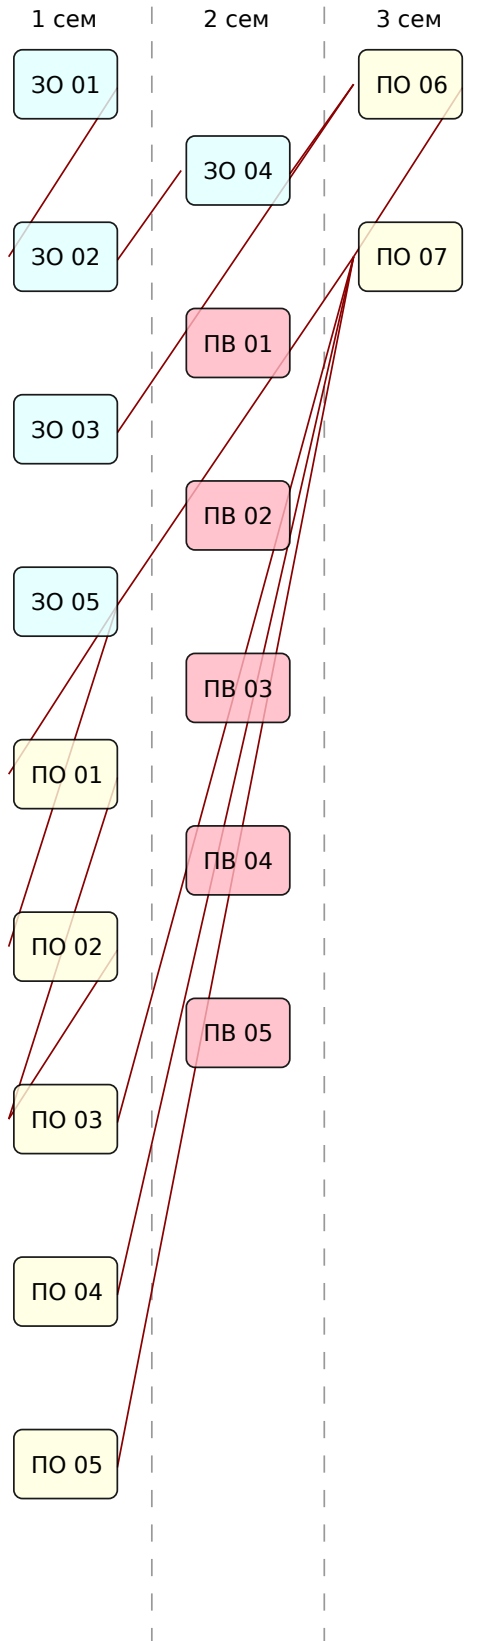 1 сем
2 сем
3 сем
ЗО 01
ПО 06
ЗО 04
ЗО 02
ПО 07
ПВ 01
ЗО 03
ПВ 02
ЗО 05
ПВ 03
ПО 01
ПВ 04
ПО 02
ПВ 05
ПО 03
ПО 04
ПО 05